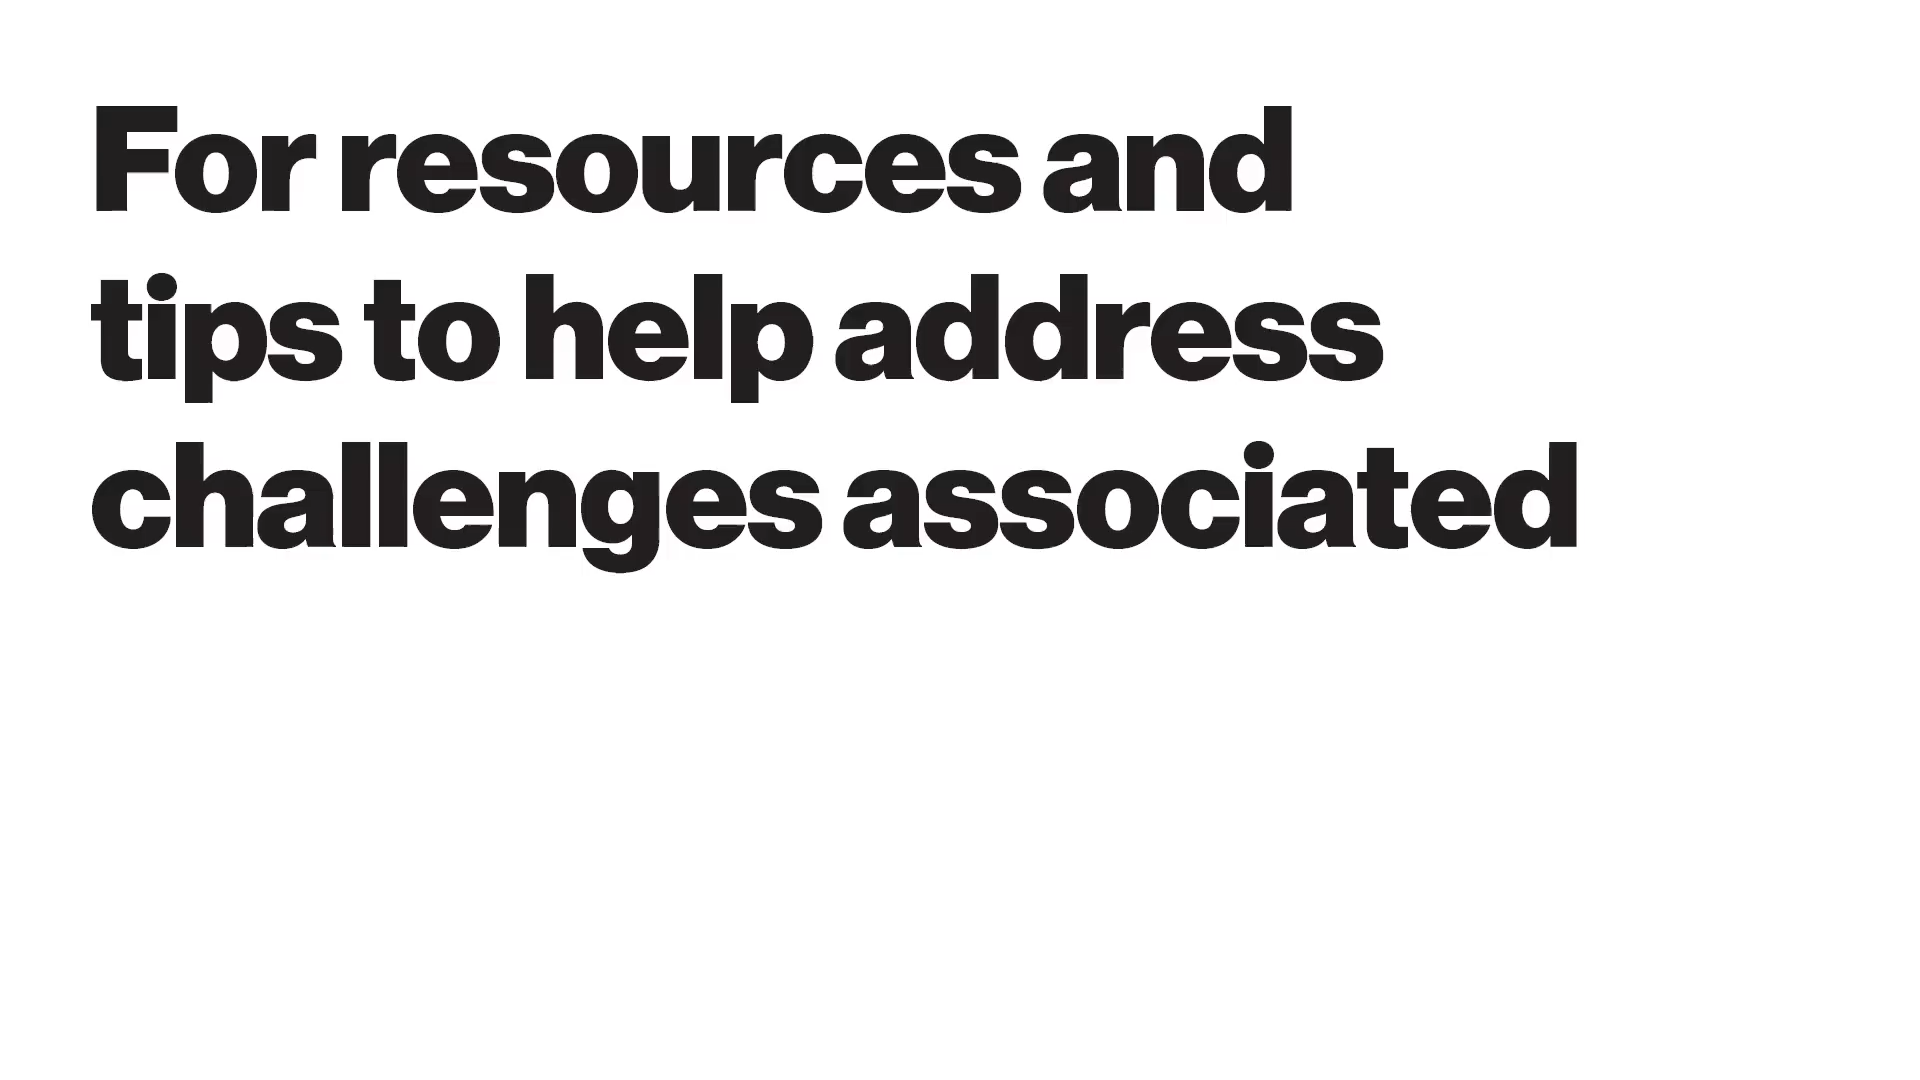 For resources and
tips to help address
challenges associated